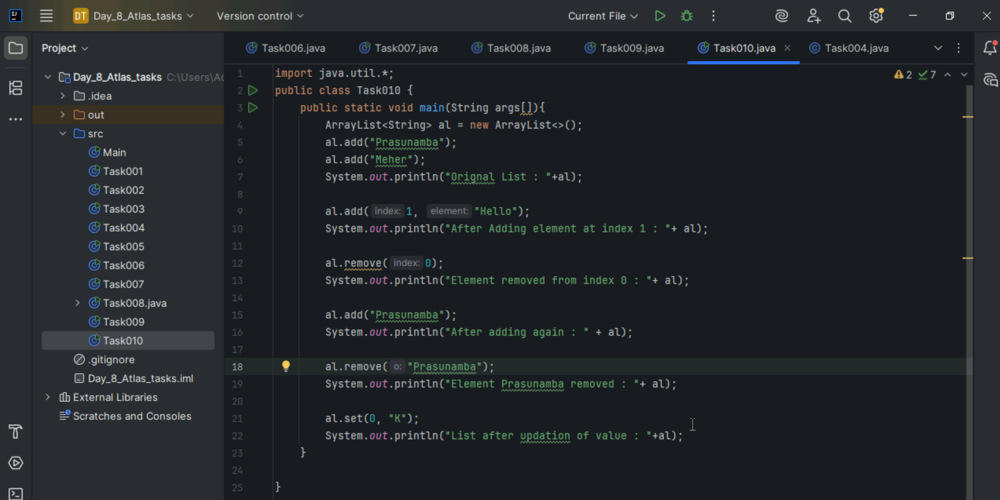 IJ
DT Day_8_Atlas_tasks Version control Current File
Project
Task006.java Task007.java Task008.java Task009.java Task010.java Task004.java
Day_8_Atlas_tasks C:\Users\Ad
.idea
out
src
Main
Task001
Task002
Task003
Task004
Task005
Task006
Task007
Task008.java
Task009
Task010
.gitignore
Day_8_Atlas_tasks.iml
External Libraries
Scratches and Consoles
2 7
1 import java.util.*;
2 public class Task010 {
3     public static void main(String args[]){
4         ArrayList<String> al = new ArrayList<>();
5         al.add("Prasunamba");
6         al.add("Meher");
7         System.out.println("Orignal List : "+al);
8
9         al.add( index: 1, element: "Hello");
10         System.out.println("After Adding element at index 1 : "+ al);
11
12         al.remove( index: 0);
13         System.out.println("Element removed from index 0 : "+ al);
14
15         al.add("Prasunamba");
16         System.out.println("After adding again : " + al);
17
18         al.remove( o: "Prasunamba");
19         System.out.println("Element Prasunamba removed : "+ al);
20
21         al.set(0, "K");
22         System.out.println("List after updation of value : "+al);
23     }
24
25 }